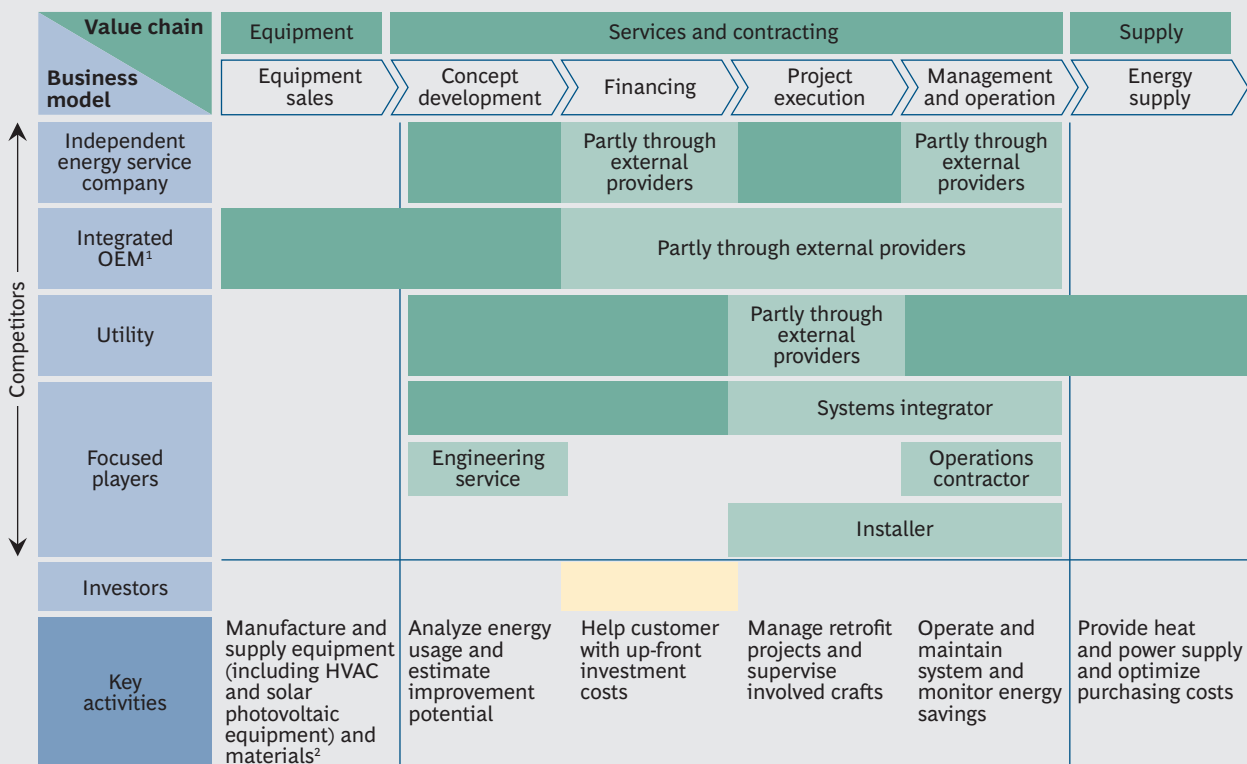 Value chain
Business
model
Equipment
Services and contracting
Supply
Equipment
sales
Concept
development
Financing
Project
execution
Management
and operation
Energy
supply
Competitors
Independent
energy service
company
Partly through
external
providers
Partly through
external
providers
Integrated
OEM¹
Partly through external providers
Utility
Partly through
external
providers
Focused
players
Systems integrator
Engineering
service
Operations
contractor
Installer
Investors
Key
activities
Manufacture and
supply equipment
(including HVAC
and solar
photovoltaic
equipment) and
materials²
Analyze energy
usage and
estimate
improvement
potential
Help customer
with up-front
investment
costs
Manage retrofit
projects and
supervise
involved crafts
Operate and
maintain
system and
monitor energy
savings
Provide heat
and power supply
and optimize
purchasing costs